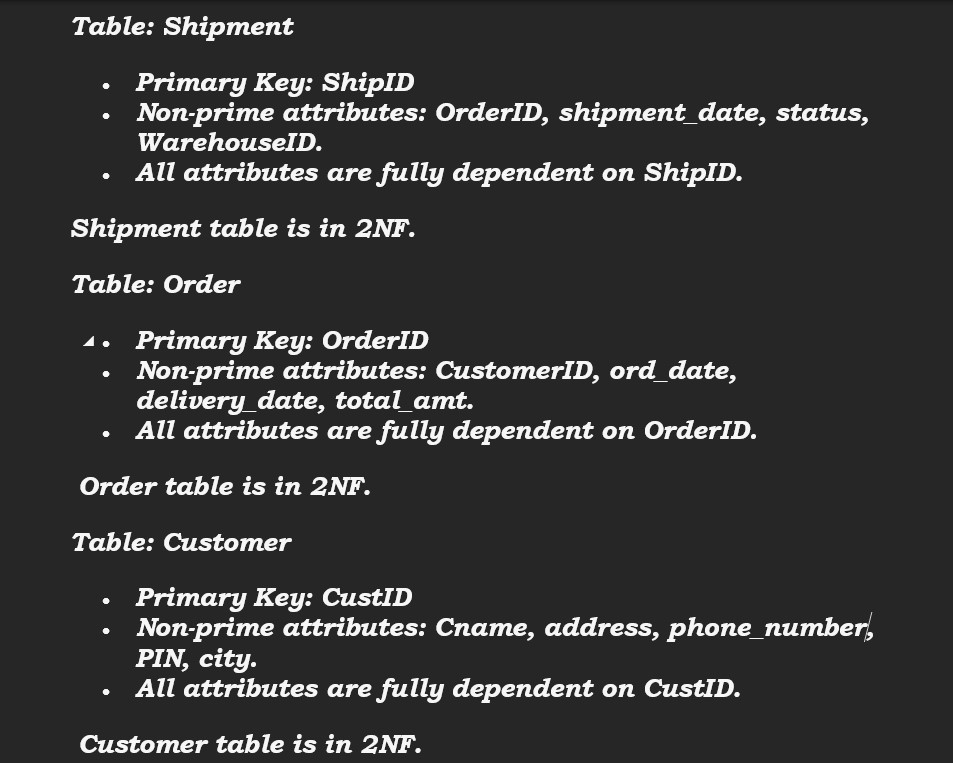 Table: Shipment
• Primary Key: ShipID
• Non-prime attributes: OrderID, shipment_date, status,
WarehouseID.
• All attributes are fully dependent on ShipID.
Shipment table is in 2NF.
Table: Order
• Primary Key: OrderID
• Non-prime attributes: CustomerID, ord_date,
delivery_date, total_amt.
• All attributes are fully dependent on OrderID.
Order table is in 2NF.
Table: Customer
• Primary Key: CustID
• Non-prime attributes: Cname, address, phone_number,
PIN, city.
• All attributes are fully dependent on CustID.
Customer table is in 2NF.